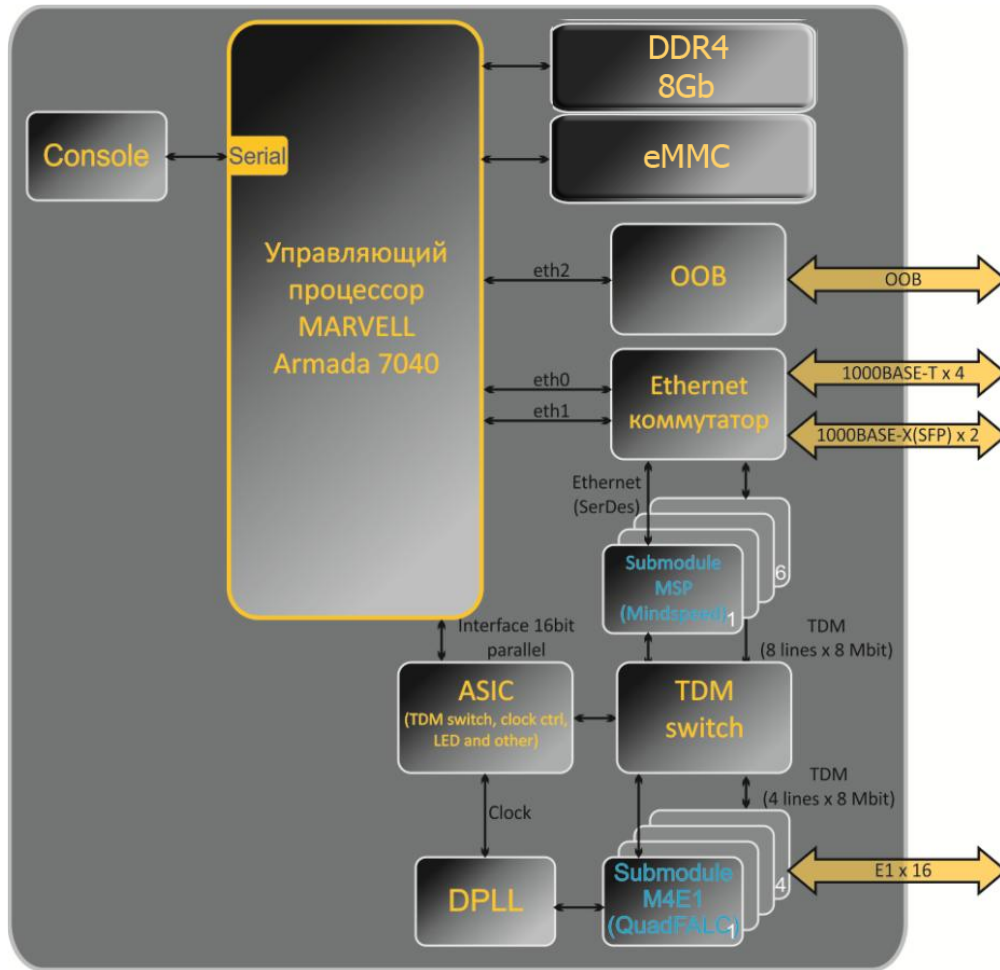 DDR4
8Gb
Console
Serial
eMMC
Управляющий
процессор
MARVELL
Armada 7040
eth2
OOB
OOB
eth0
eth1
Ethernet
коммутатор
1000BASE-T x 4
1000BASE-X(SFP) x 2
Ethernet
(SerDes)
Submodule
MSP
(Mindspeed)
1
6
Interface 16bit
parallel
TDM
(8 lines x 8 Mbit)
ASIC
(TDM switch, clock ctrl,
LED and other)
TDM
switch
Clock
TDM
(4 lines x 8 Mbit)
DPLL
Submodule
M4E1
(QuadFALC)
1
4
E1 x 16